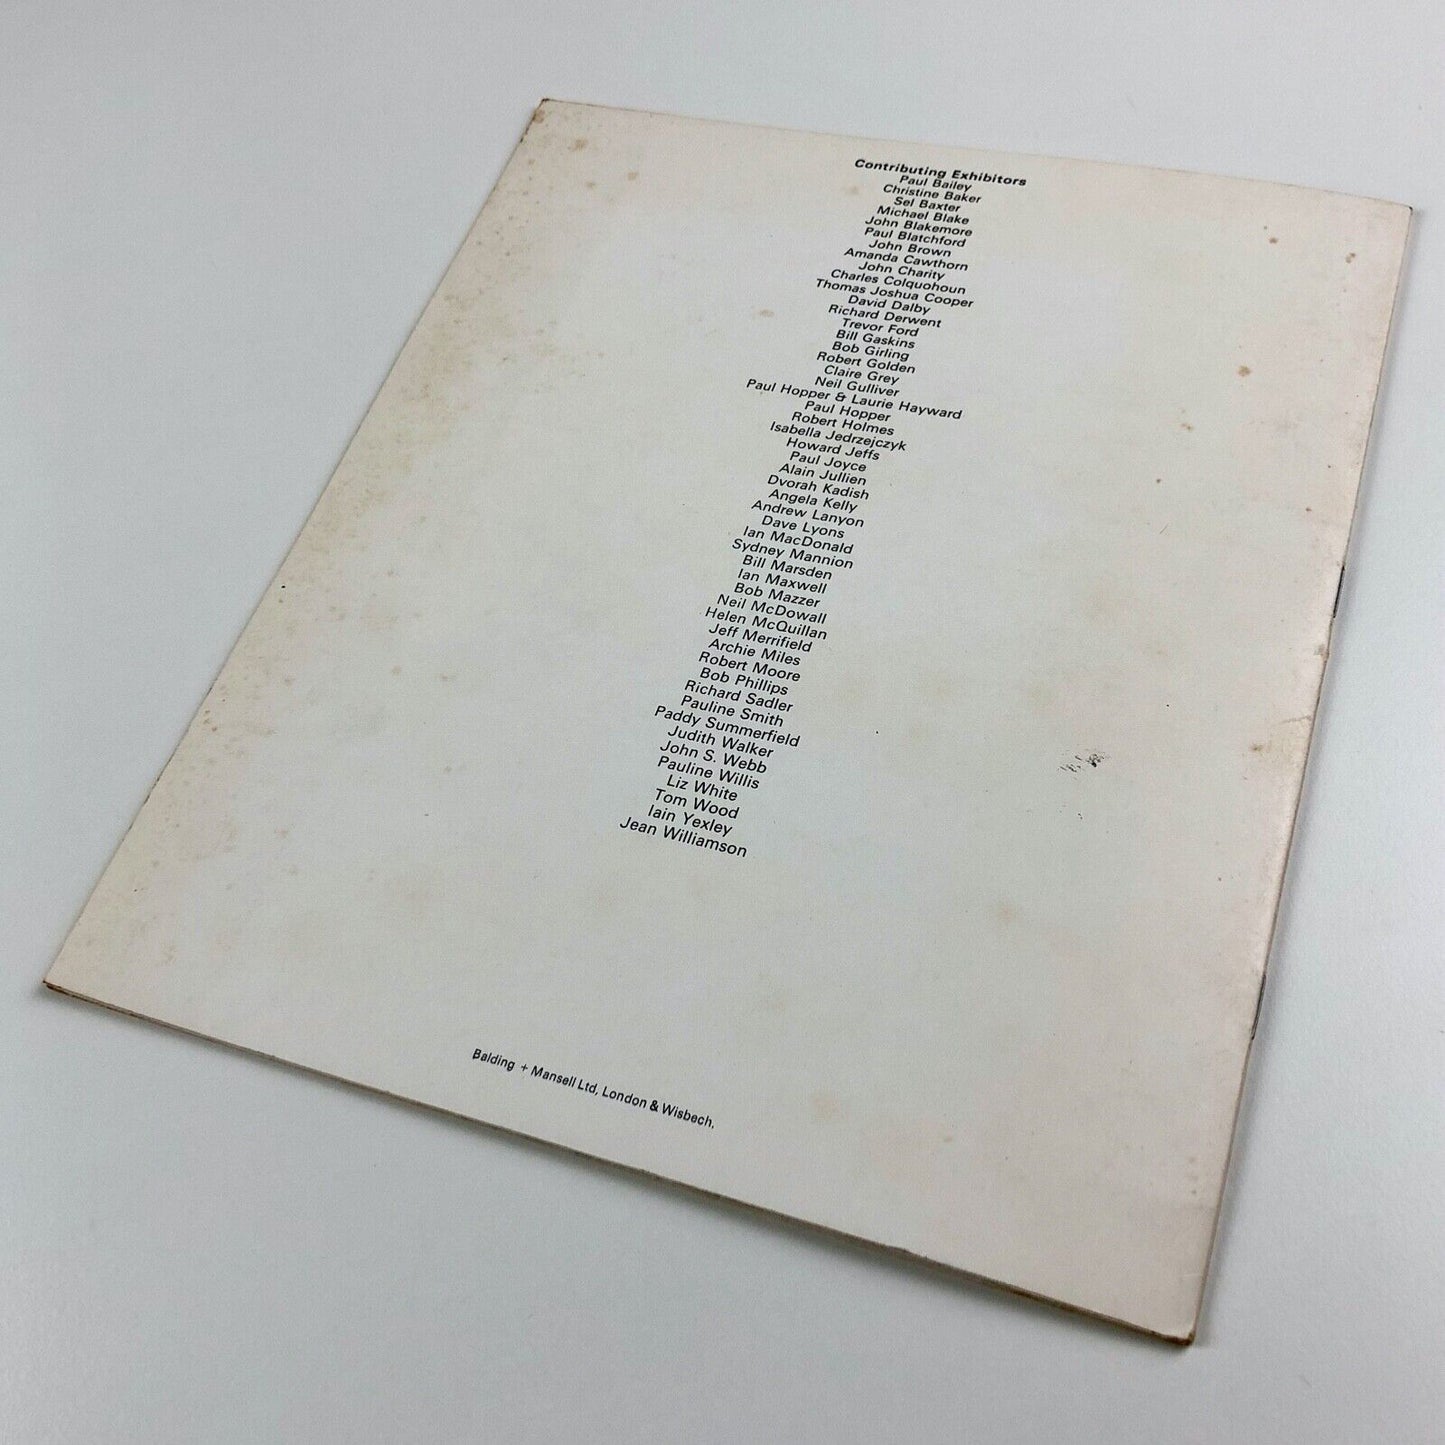 Contributing Exhibitors
Paul Bailey
Christine Baker
Sel Baxter
Michael Blake
John Blakemore
Paul Blatchford
John Brown
Amanda Cawthorn
John Charity
Charles Colquohoun
Thomas Joshua Cooper
David Dalby
Richard Derwent
Trevor Ford
Bill Gaskins
Bob Girling
Robert Golden
Claire Grey
Neil Gulliver
Paul Hopper & Laurie Hayward
Paul Hopper
Robert Holmes
Isabella Jedrzejczyk
Howard Jeffs
Paul Joyce
Alain Jullien
Dvorah Kadish
Angela Kelly
Andrew Lanyon
Dave Lyons
Ian MacDonald
Sydney Mannion
Bill Marsden
Ian Maxwell
Bob Mazzer
Neil McDowall
Helen McQuillan
Jeff Merrifield
Archie Miles
Robert Moore
Bob Phillips
Richard Sadler
Pauline Smith
Paddy Summerfield
Judith Walker
John S. Webb
Pauline Willis
Liz White
Tom Wood
Iain Yexley
Jean Williamson
Balding + Mansell Ltd, London & Wisbech.